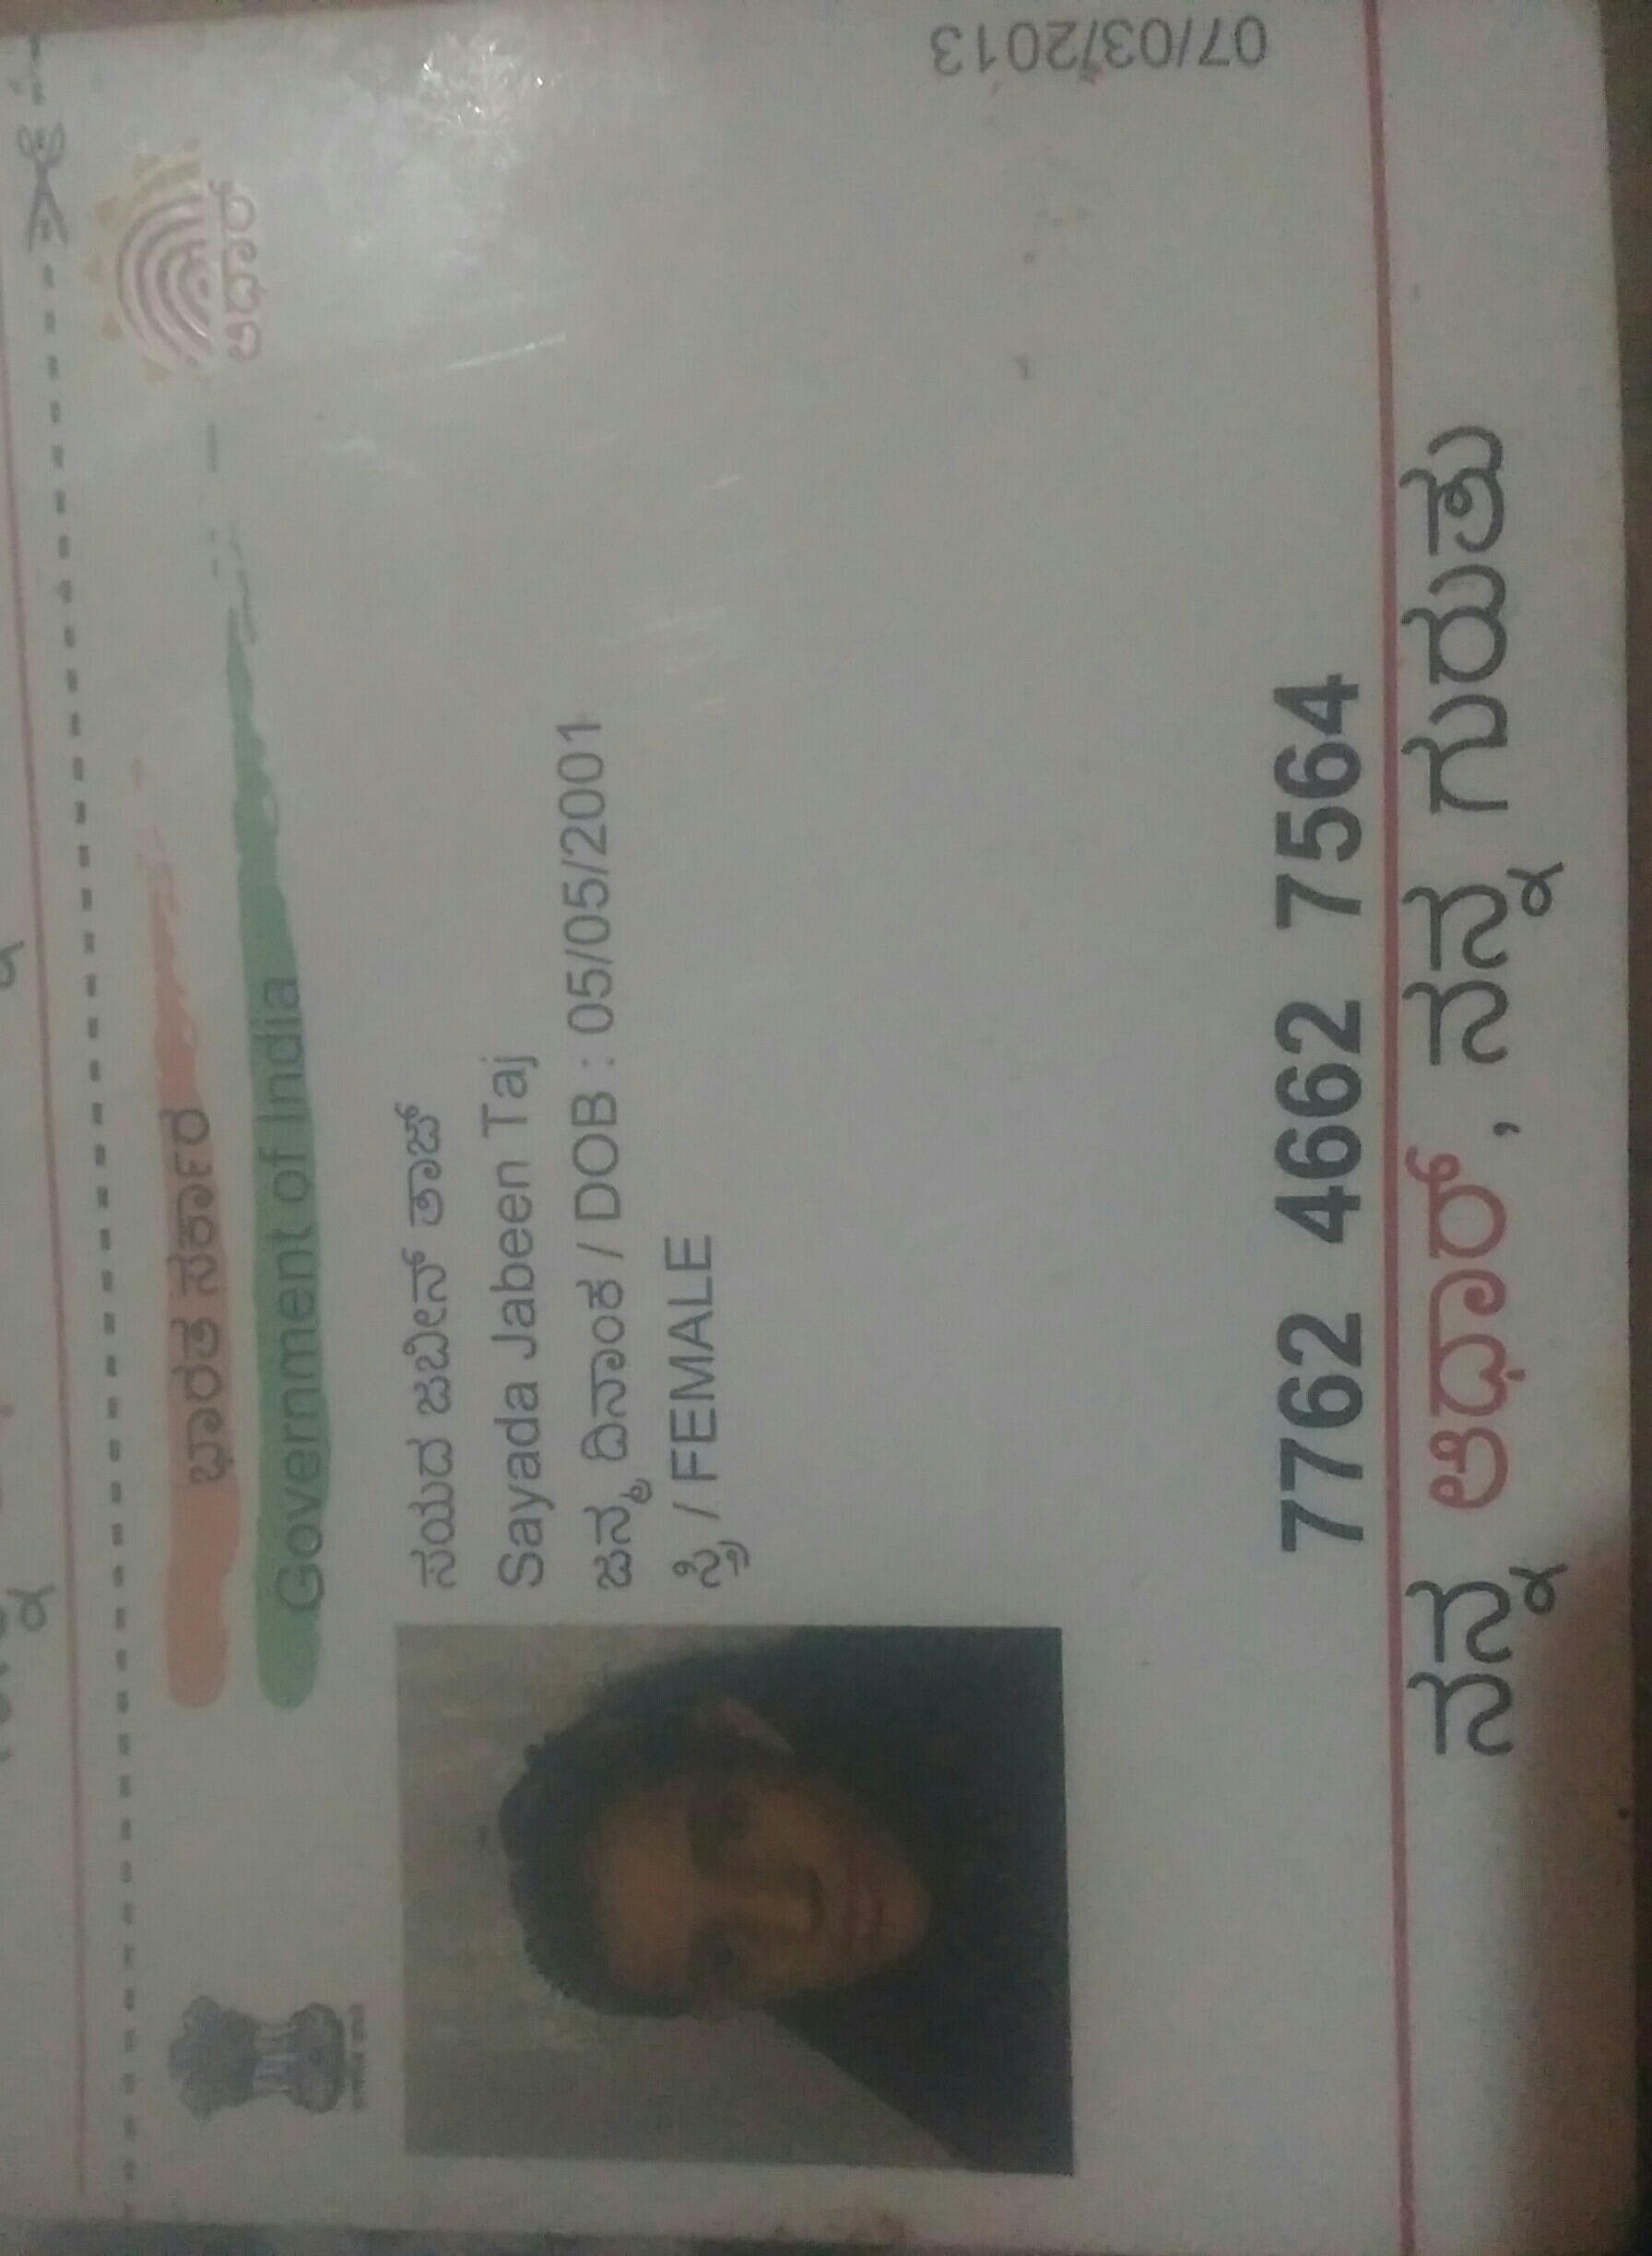 ಭಾರತ ಸರ್ಕಾರ
Government of India
ಆಧಾರ್
ಸಯದ ಜಬೀನ್ ತಾಜ್
Sayada Jabeen Taj
ಜನ್ಮ ದಿನಾಂಕ / DOB : 05/05/2001
ಸ್ತ್ರೀ / FEMALE
07/03/2013
7762 4662 7564
ನನ್ನ ಆಧಾರ್, ನನ್ನ ಗುರುತು